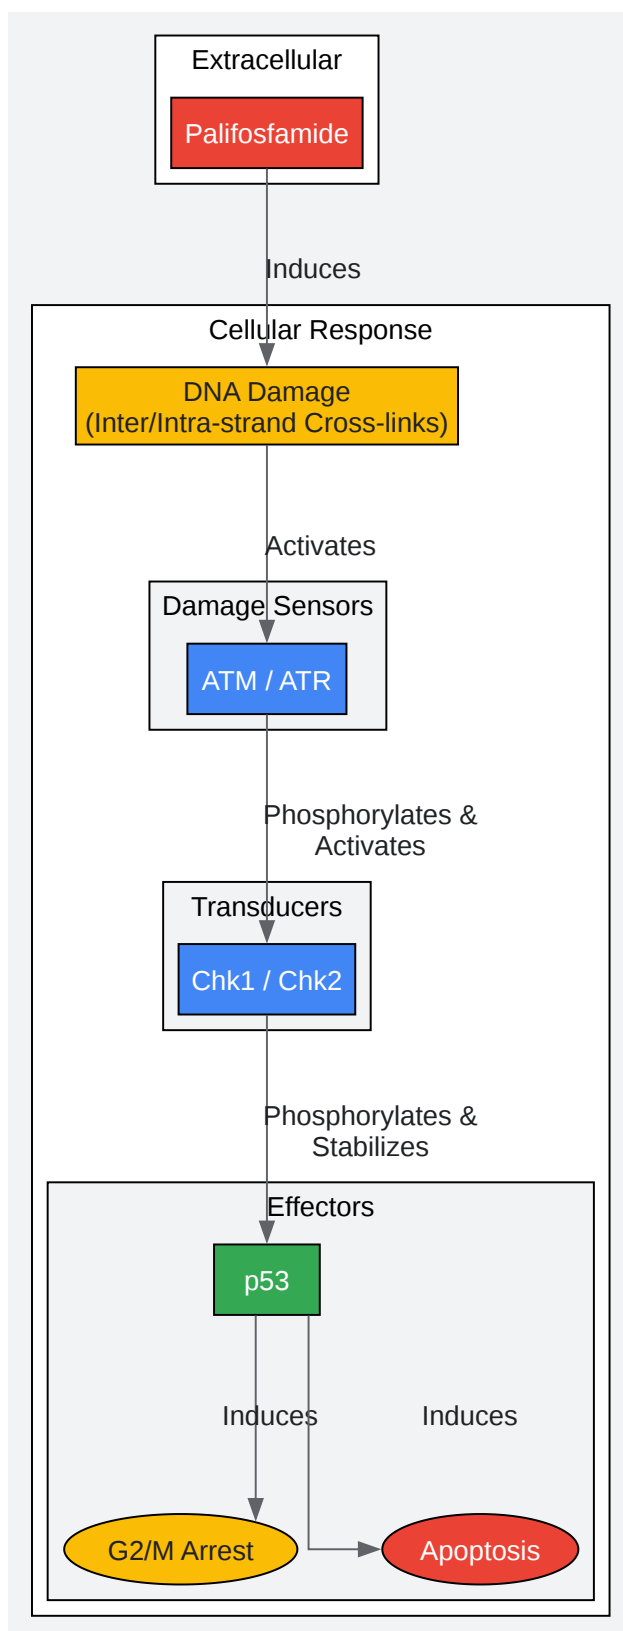 Extracellular
Palifosfamide
Induces
Cellular Response
DNA Damage
(Inter/Intra-strand Cross-links)
Activates
Damage Sensors
ATM / ATR
Phosphorylates &
Activates
Transducers
Chk1 / Chk2
Phosphorylates &
Stabilizes
Effectors
p53
Induces
Induces
G2/M Arrest
Apoptosis